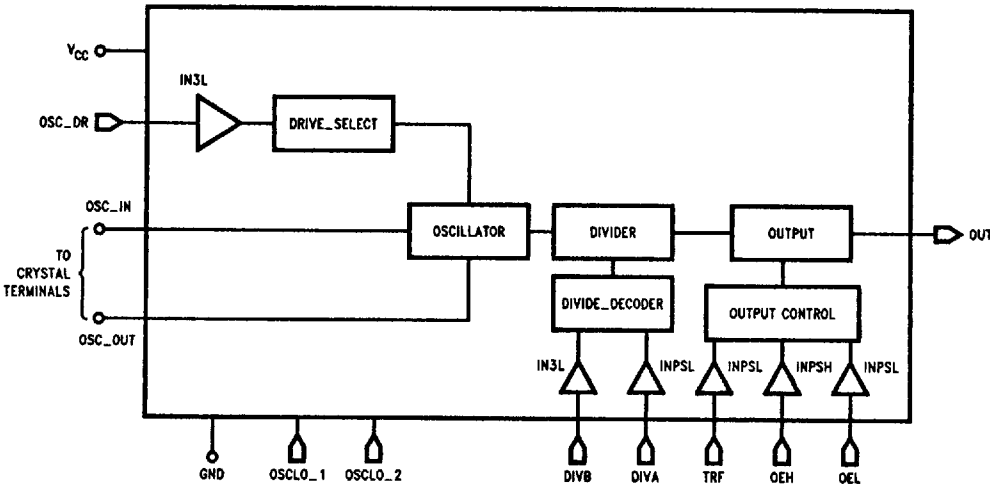 V_CC
IN3L
OSC_DR
DRIVE_SELECT
OSC_IN
OSCILLATOR
DIVIDER
OUTPUT
OUT
TO
CRYSTAL
TERMINALS
DIVIDE_DECODER
OUTPUT CONTROL
OSC_OUT
IN3L
INPSL
INPSL
INPSH
INPSL
GND
OSCLO_1
OSCLO_2
DIVB
DIVA
TRF
OEH
OEL